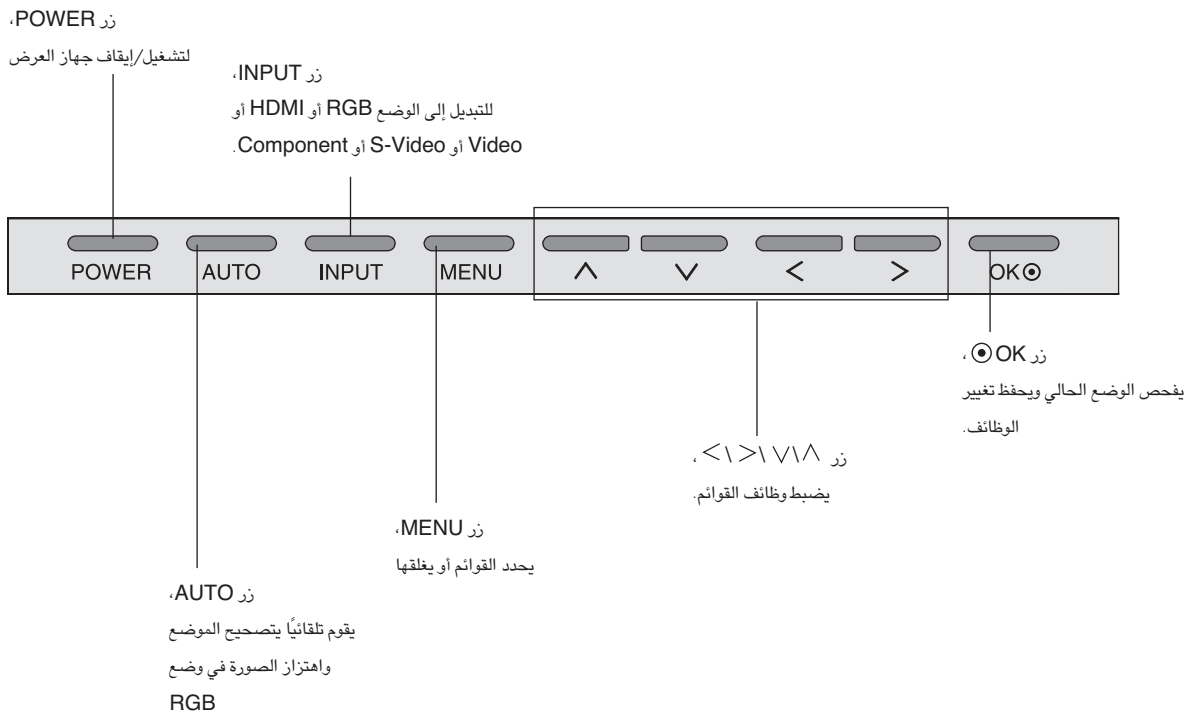 زر POWER،
لتشغيل/إيقاف جهاز العرض
زر INPUT،
للتبديل إلى الوضع RGB أو HDMI أو
Video أو S-Video أو Component.
POWER AUTO INPUT MENU ∧ ∨ < > OK⦿
زر OK⦿ ،
يفحص الوضع الحالي ويحفظ تغيير
الوظائف.
زر ∧\∨\<\> ،
يضبط وظائف القوائم.
زر MENU،
يحدد القوائم أو يغلقها
زر AUTO،
يقوم تلقائيًا يتصحيح الموضع
واهتزاز الصورة في وضع
RGB